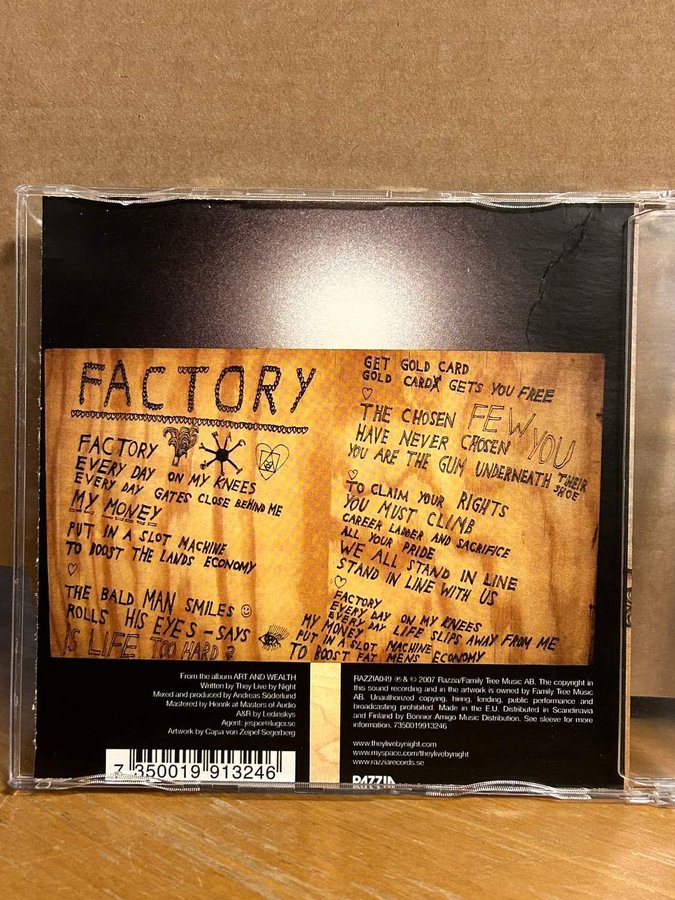 FACTORY
FACTORY
EVERY DAY ON MY KNEES
EVERY DAY GATES CLOSE BEHIND ME
MY MONEY
PUT IN A SLOT MACHINE
TO BOOST THE LANDS ECONOMY
THE BALD MAN SMILES
ROLLS HIS EYES - SAYS
IS LIFE TOO HARD?
GET GOLD CARD
GOLD CARDX GETS YOU FREE
THE CHOSEN FEW YOU
HAVE NEVER CHOSEN
YOU ARE THE GUM UNDERNEATH THEIR
SHOE
TO CLAIM YOUR RIGHTS
YOU MUST CLIMB
CAREER LADDER AND SACRIFICE
ALL YOUR PRIDE
WE ALL STAND IN LINE
STAND IN LINE WITH US
FACTORY
EVERY DAY ON MY KNEES
EVERY DAY LIFE SLIPS AWAY FROM ME
MY MONEY
PUT IN A SLOT MACHINE
TO BOOST FAT MENS ECONOMY
From the album ART AND WEALTH
Written by They Live by Night
Mixed and produced by Andreas Söderlund
Mastered by Henrik at Masters of Audio
A&R by Ledinskys
Agent: jesper@luger.se
Artwork by Capa von Zeipel Segerberg
7 350019 913246
RAZZIA049 ℗ & © 2007 Razzia/Family Tree Music AB. The copyright in
this sound recording and in the artwork is owned by Family Tree Music
AB. Unauthorized copying, hiring, lending, public performance and
broadcasting prohibited. Made in the E.U. Distributed in Scandinavia
and Finland by Bonnier Amigo Music Distribution. See sleeve for more
information. 7350019913246
www.theylivebynight.com
www.myspace.com/theylivebynight
www.razziarecords.se
RAZZIA